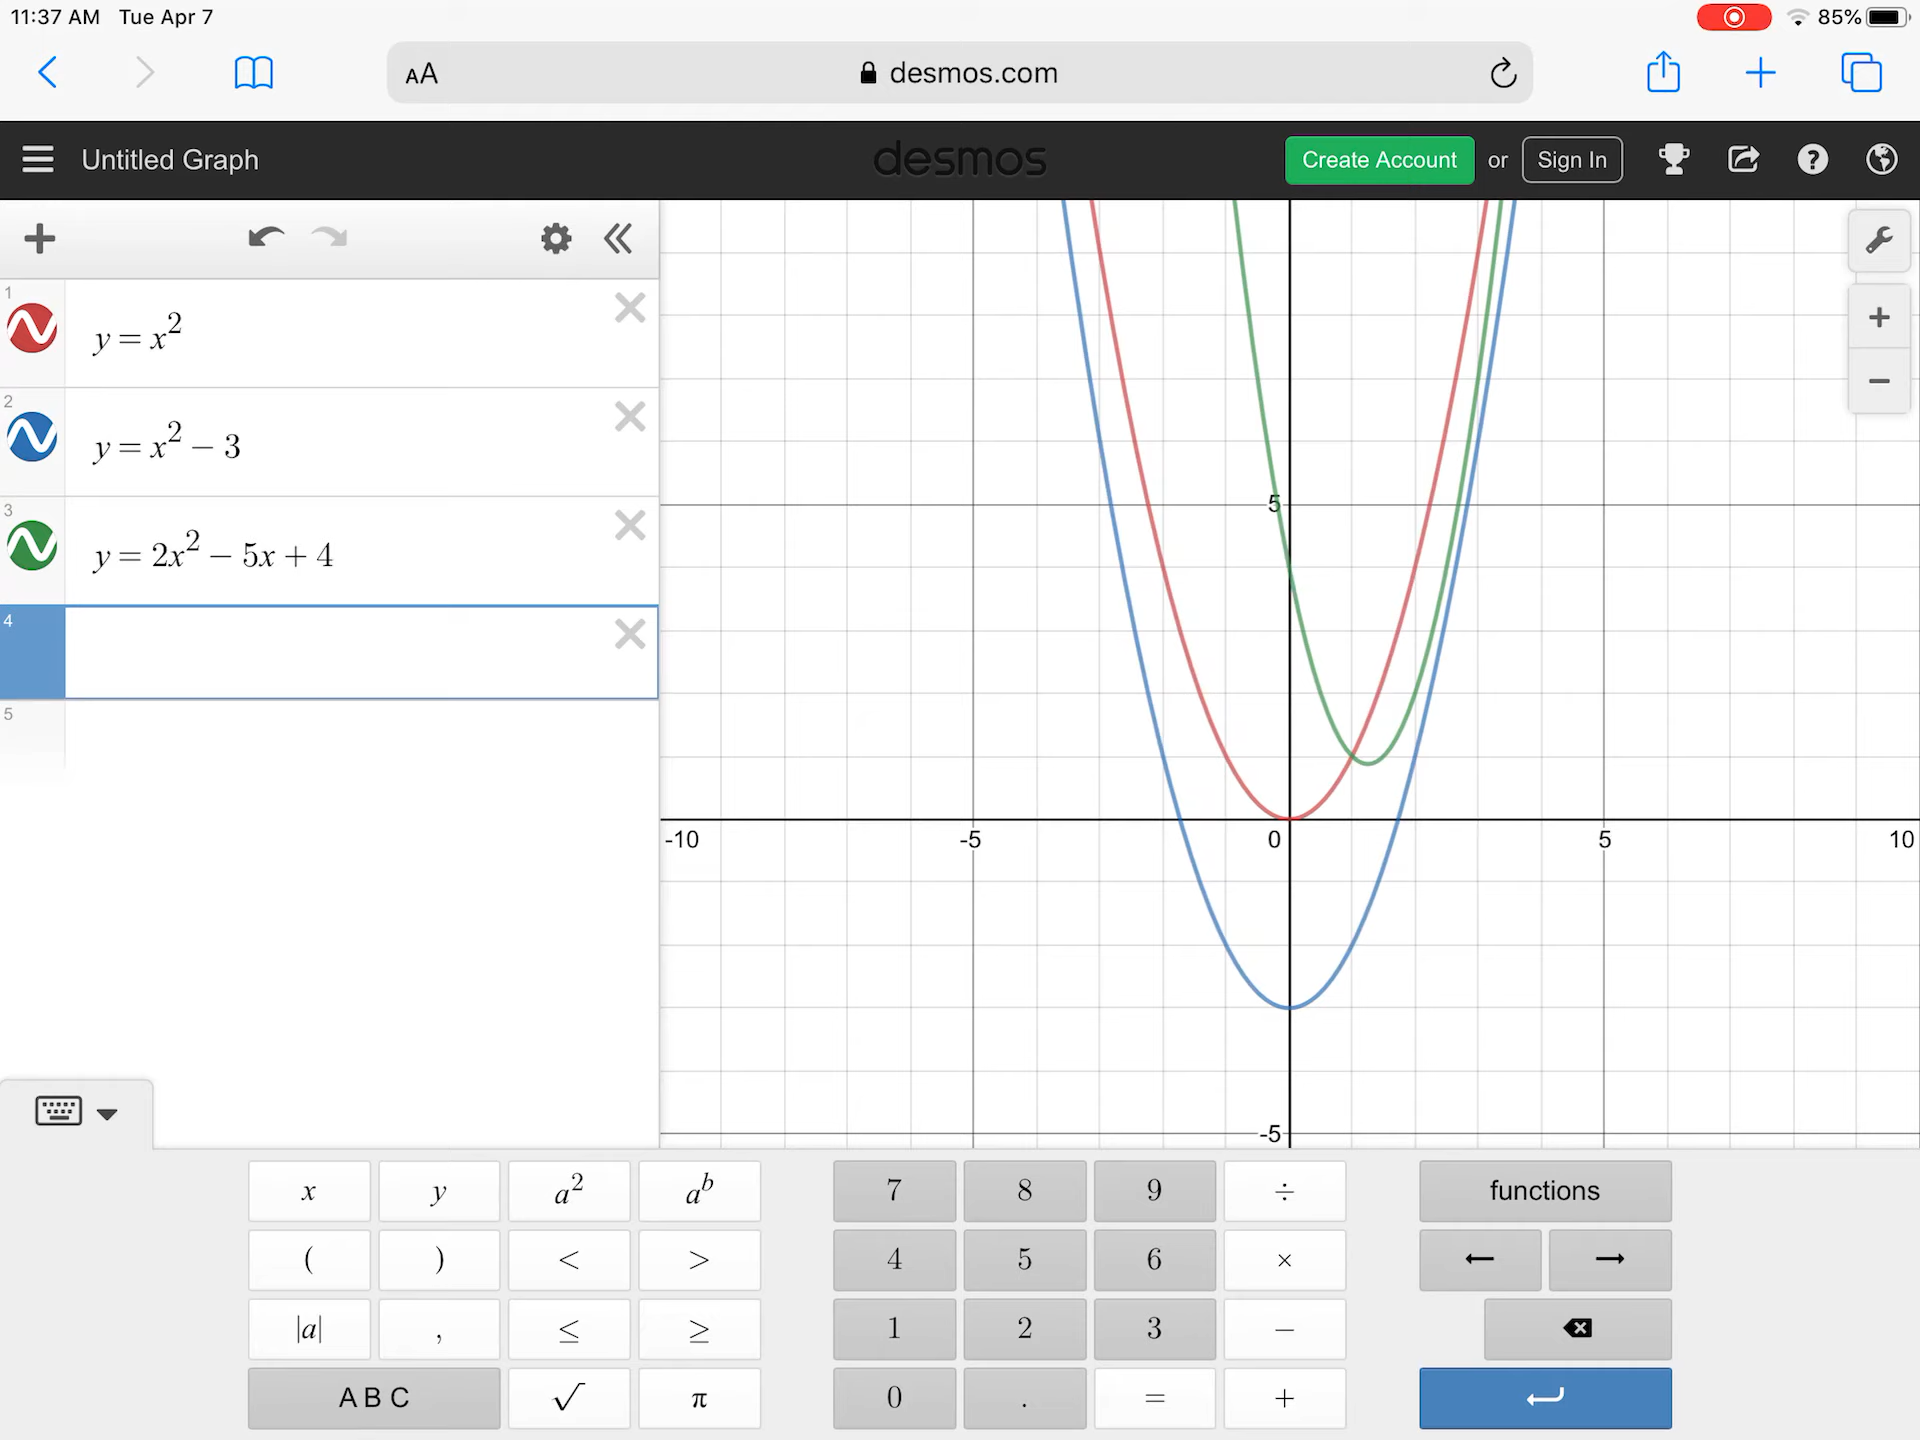 11:37 AM Tue Apr 7
85%
AA desmos.com
Untitled Graph
desmos
Create Account or Sign In
1
y = x²
2
y = x² − 3
3
y = 2x² − 5x + 4
4
5
5
-10 -5 0 5 10
-5
x y a² aᵇ 7 8 9 ÷ functions
( ) < > 4 5 6 × ← →
|a| , ≤ ≥ 1 2 3 −
A B C √ π 0 . = +